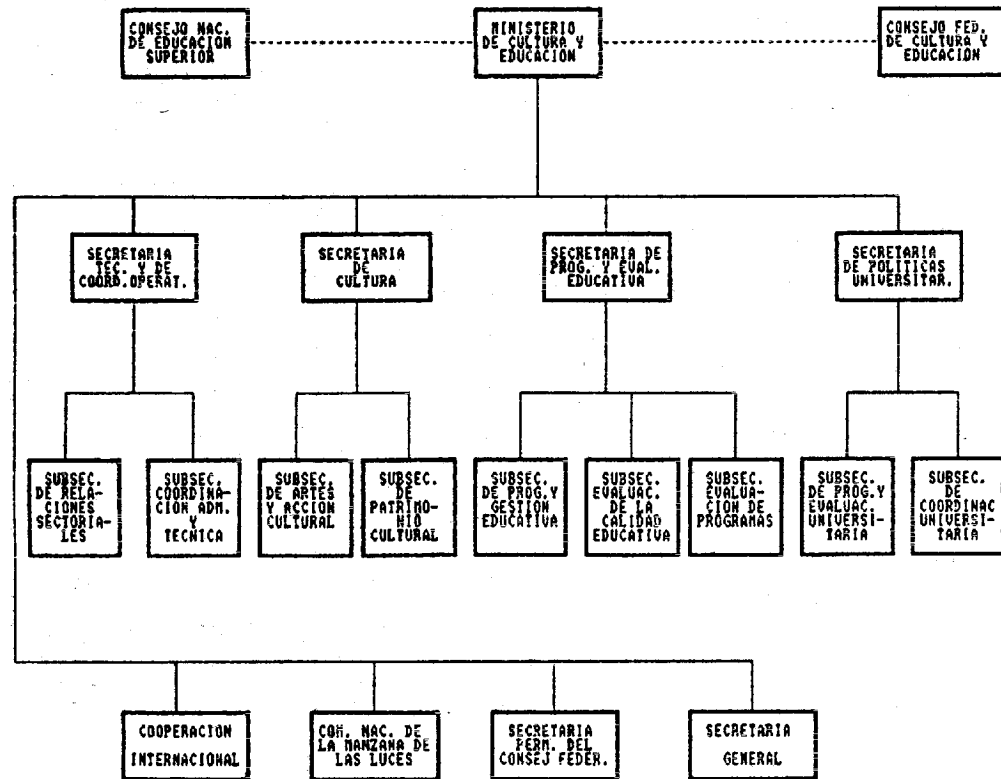 CONSEJO NAC.
DE EDUCACION
SUPERIOR
MINISTERIO
DE CULTURA Y
EDUCACION
CONSEJO FED.
DE CULTURA Y
EDUCACION
SECRETARIA
TEC. Y DE
COORD.OPERAT.
SECRETARIA
DE
CULTURA
SECRETARIA DE
PROG. Y EVAL.
EDUCATIVA
SECRETARIA
DE POLITICAS
UNIVERSITAR.
SUBSEC.
DE RELA-
CIONES
SECTORIA-
LES
SUBSEC.
COORDINA-
CION ADM.
Y
TECNICA
SUBSEC.
DE ARTES
Y ACCION
CULTURAL
SUBSEC.
DE
PATRIMO-
NIO
CULTURAL
SUBSEC.
DE PROG.Y
GESTION
EDUCATIVA
SUBSEC.
EVALUAC.
DE LA
CALIDAD
EDUCATIVA
SUBSEC.
EVALUA-
CION DE
PROGRAMAS
SUBSEC.
DE PROG.Y
EVALUAC.
UNIVERSI-
TARIA
SUBSEC.
DE
COORDINAC
UNIVERSI-
TARIA
COOPERACION
INTERNACIONAL
COM. NAC. DE
LA MANZANA DE
LAS LUCES
SECRETARIA
PERM. DEL
CONSEJ FEDER.
SECRETARIA
GENERAL